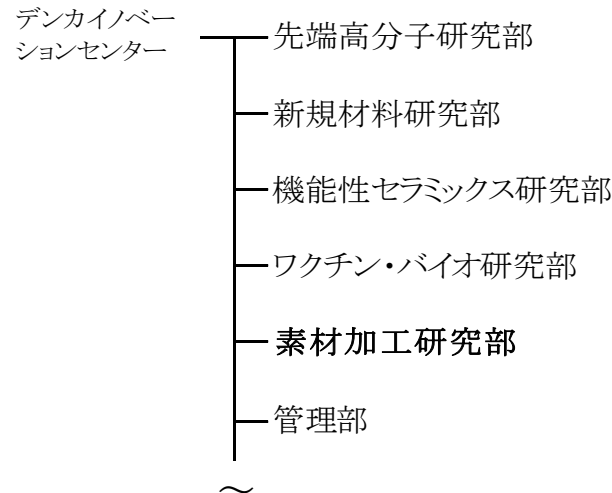 デンカイノベー
ションセンター
先端高分子研究部
新規材料研究部
機能性セラミックス研究部
ワクチン・バイオ研究部
素材加工研究部
管理部
～